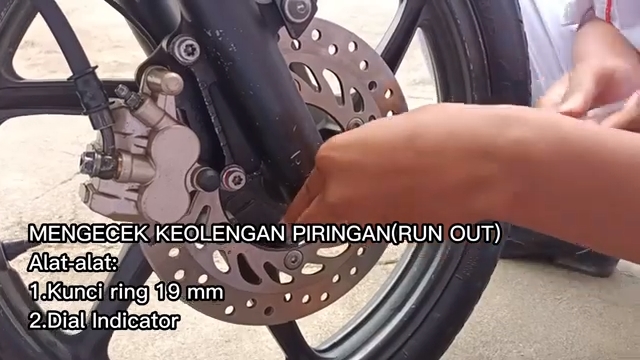 MENGECEK KEOLENGAN PIRINGAN(RUN OUT)
Alat-alat:
1.Kunci ring 19 mm
2.Dial Indicator